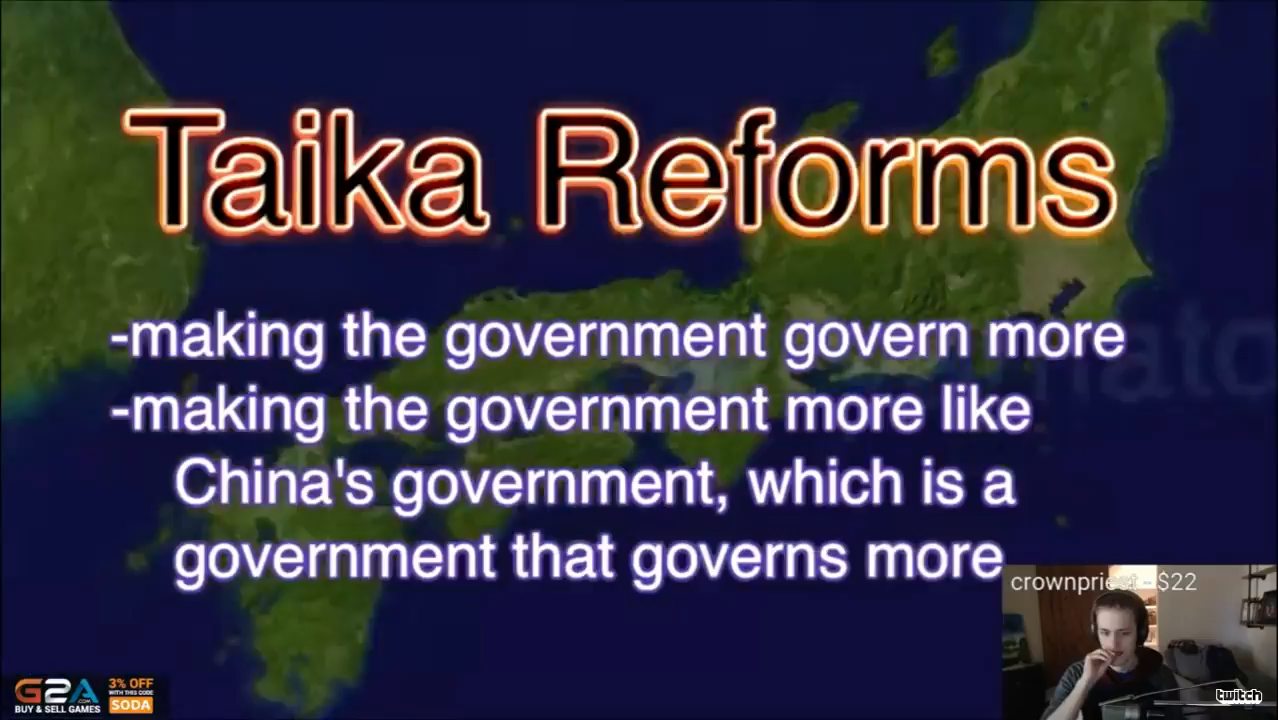 Taika Reforms
-making the government govern more
-making the government more like
China's government, which is a
government that governs more
crownpriest - $22
G2A
.COM
BUY & SELL GAMES
3% OFF
WITH THIS CODE
SODA
twitch